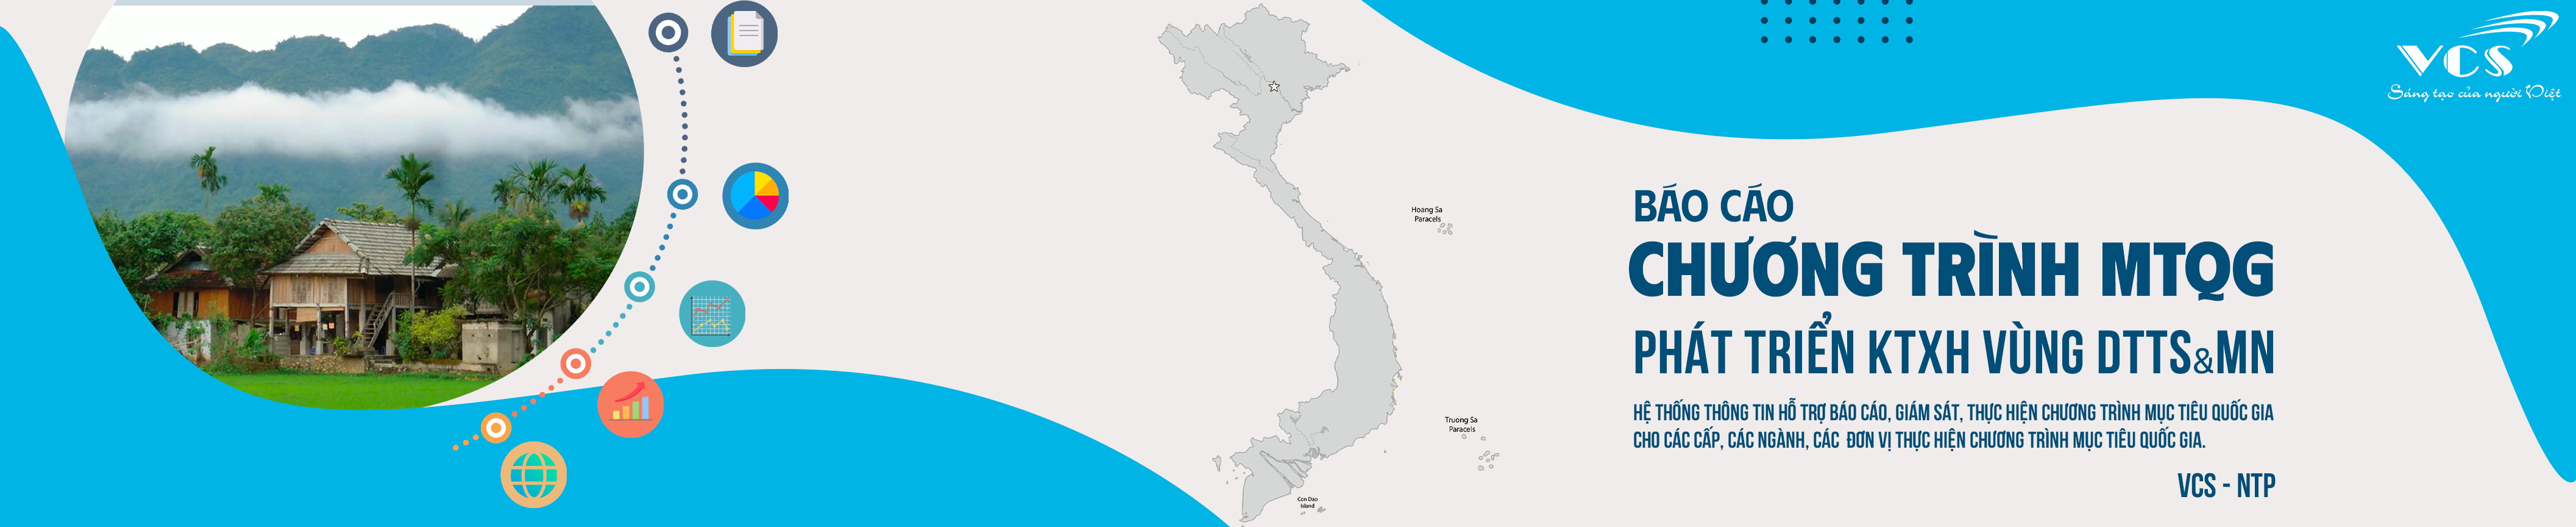 VCS
Sáng tạo của người Việt
Hoang Sa
Paracels
Truong Sa
Paracels
Con Dao
Island
BÁO CÁO
CHƯƠNG TRÌNH MTQG
PHÁT TRIỂN KTXH VÙNG DTTS&MN
HỆ THỐNG THÔNG TIN HỖ TRỢ BÁO CÁO, GIÁM SÁT, THỰC HIỆN CHƯƠNG TRÌNH MỤC TIÊU QUỐC GIA
CHO CÁC CẤP, CÁC NGÀNH, CÁC ĐƠN VỊ THỰC HIỆN CHƯƠNG TRÌNH MỤC TIÊU QUỐC GIA.
VCS - NTP